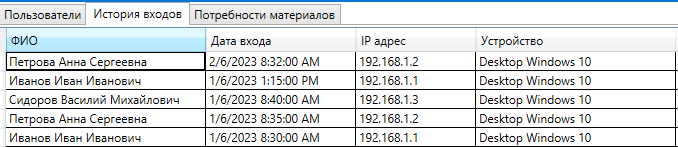 Пользователи История входов Потребности материалов
ФИО Дата входа IP адрес Устройство
Петрова Анна Сергеевна 2/6/2023 8:32:00 AM 192.168.1.2 Desktop Windows 10
Иванов Иван Иванович 1/6/2023 1:15:00 PM 192.168.1.1 Desktop Windows 10
Сидоров Василий Михайлович 1/6/2023 8:40:00 AM 192.168.1.3 Desktop Windows 10
Петрова Анна Сергеевна 1/6/2023 8:35:00 AM 192.168.1.2 Desktop Windows 10
Иванов Иван Иванович 1/6/2023 8:30:00 AM 192.168.1.1 Desktop Windows 10